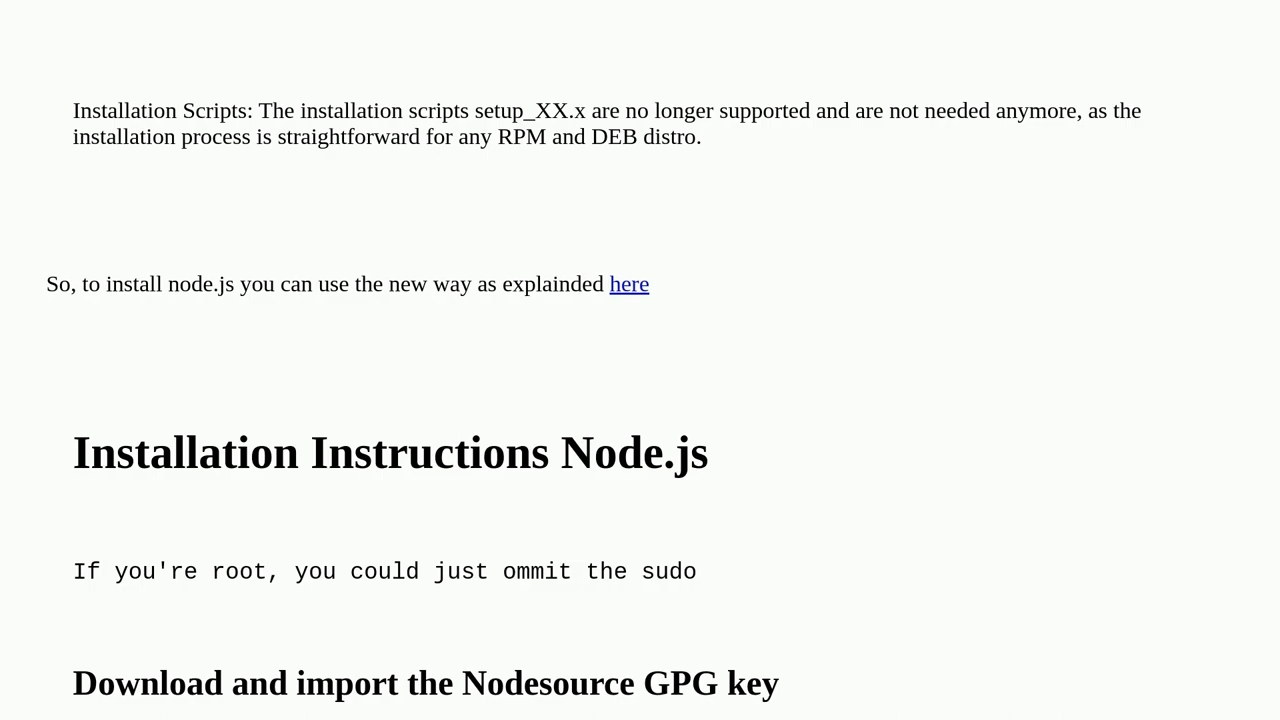 Installation Scripts: The installation scripts setup_XX.x are no longer supported and are not needed anymore, as the
installation process is straightforward for any RPM and DEB distro.
So, to install node.js you can use the new way as explainded here
Installation Instructions Node.js
If you're root, you could just ommit the sudo
Download and import the Nodesource GPG key